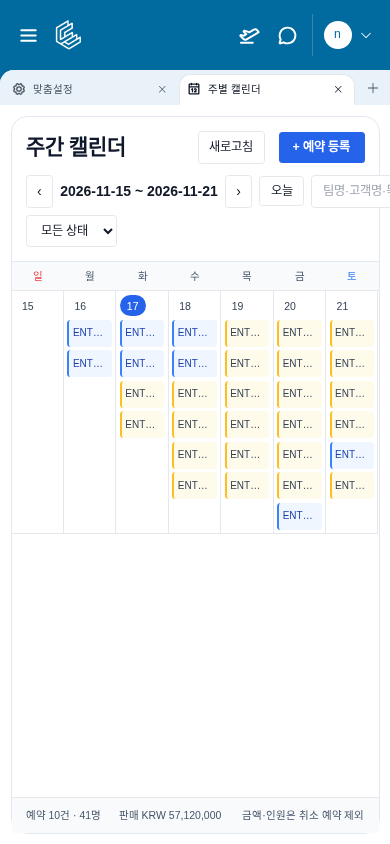 n
맞춤설정 × 주별 캘린더 × +
주간 캘린더 새로고침 + 예약 등록
‹ 2026-11-15 ~ 2026-11-21 › 오늘 팀명·고객명·
모든 상태
일 월 화 수 목 금 토
15 16 17 18 19 20 21
ENT… ENT… ENT… ENT… ENT… ENT…
ENT… ENT… ENT… ENT… ENT… ENT…
ENT… ENT… ENT… ENT… ENT…
ENT… ENT… ENT… ENT… ENT…
ENT… ENT… ENT… ENT…
ENT… ENT… ENT… ENT…
ENT…
예약 10건 · 41명 판매 KRW 57,120,000 금액·인원은 취소 예약 제외